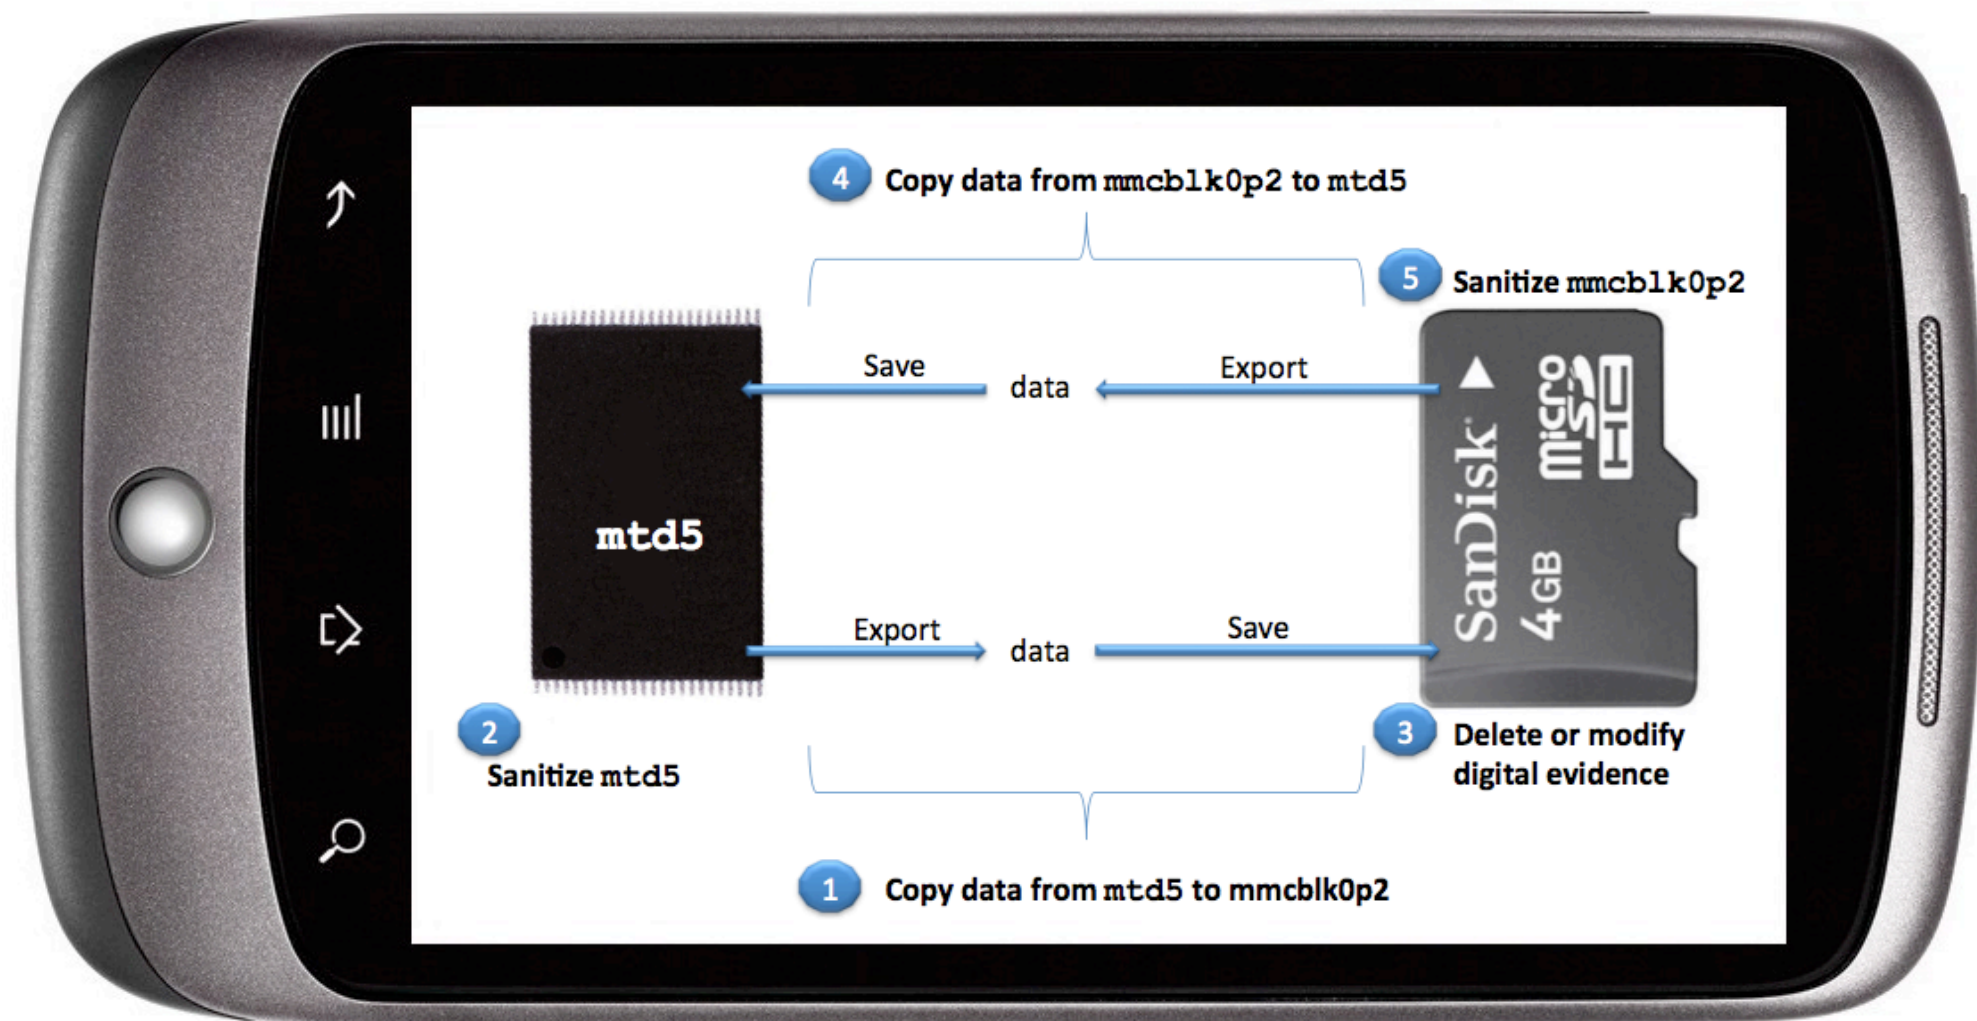 4 Copy data from mmcblk0p2 to mtd5
5 Sanitize mmcblk0p2
Save
data
Export
SanDisk
micro
SD
HC
4GB
mtd5
Export
data
Save
2
Sanitize mtd5
3 Delete or modify
digital evidence
1 Copy data from mtd5 to mmcblk0p2